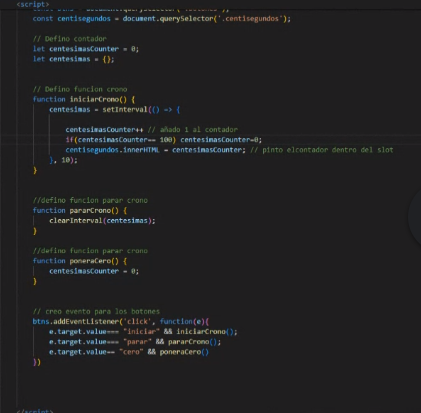 <script>
const centisegundos = document.querySelector('.centisegundos');
// Defino contador
let centesimasCounter = 0;
let centesimas = {};
// Defino funcion crono
function iniciarCrono() {
centesimas = setInterval(() => {
centesimasCounter++ // añado 1 al contador
if(centesimasCounter== 100) centesimasCounter=0;
centisegundos.innerHTML = centesimasCounter; // pinto elcontador dentro del slot
}, 10);
}
//defino funcion parar crono
function pararCrono() {
clearInterval(centesimas);
}
//defino funcion parar crono
function poneraCero() {
centesimasCounter = 0;
}
// creo evento para los botones
btns.addEventListener('click', function(e){
e.target.value=== "iniciar" && iniciarCrono();
e.target.value=== "parar" && pararCrono();
e.target.value== "cero" && poneraCero()
})
</script>